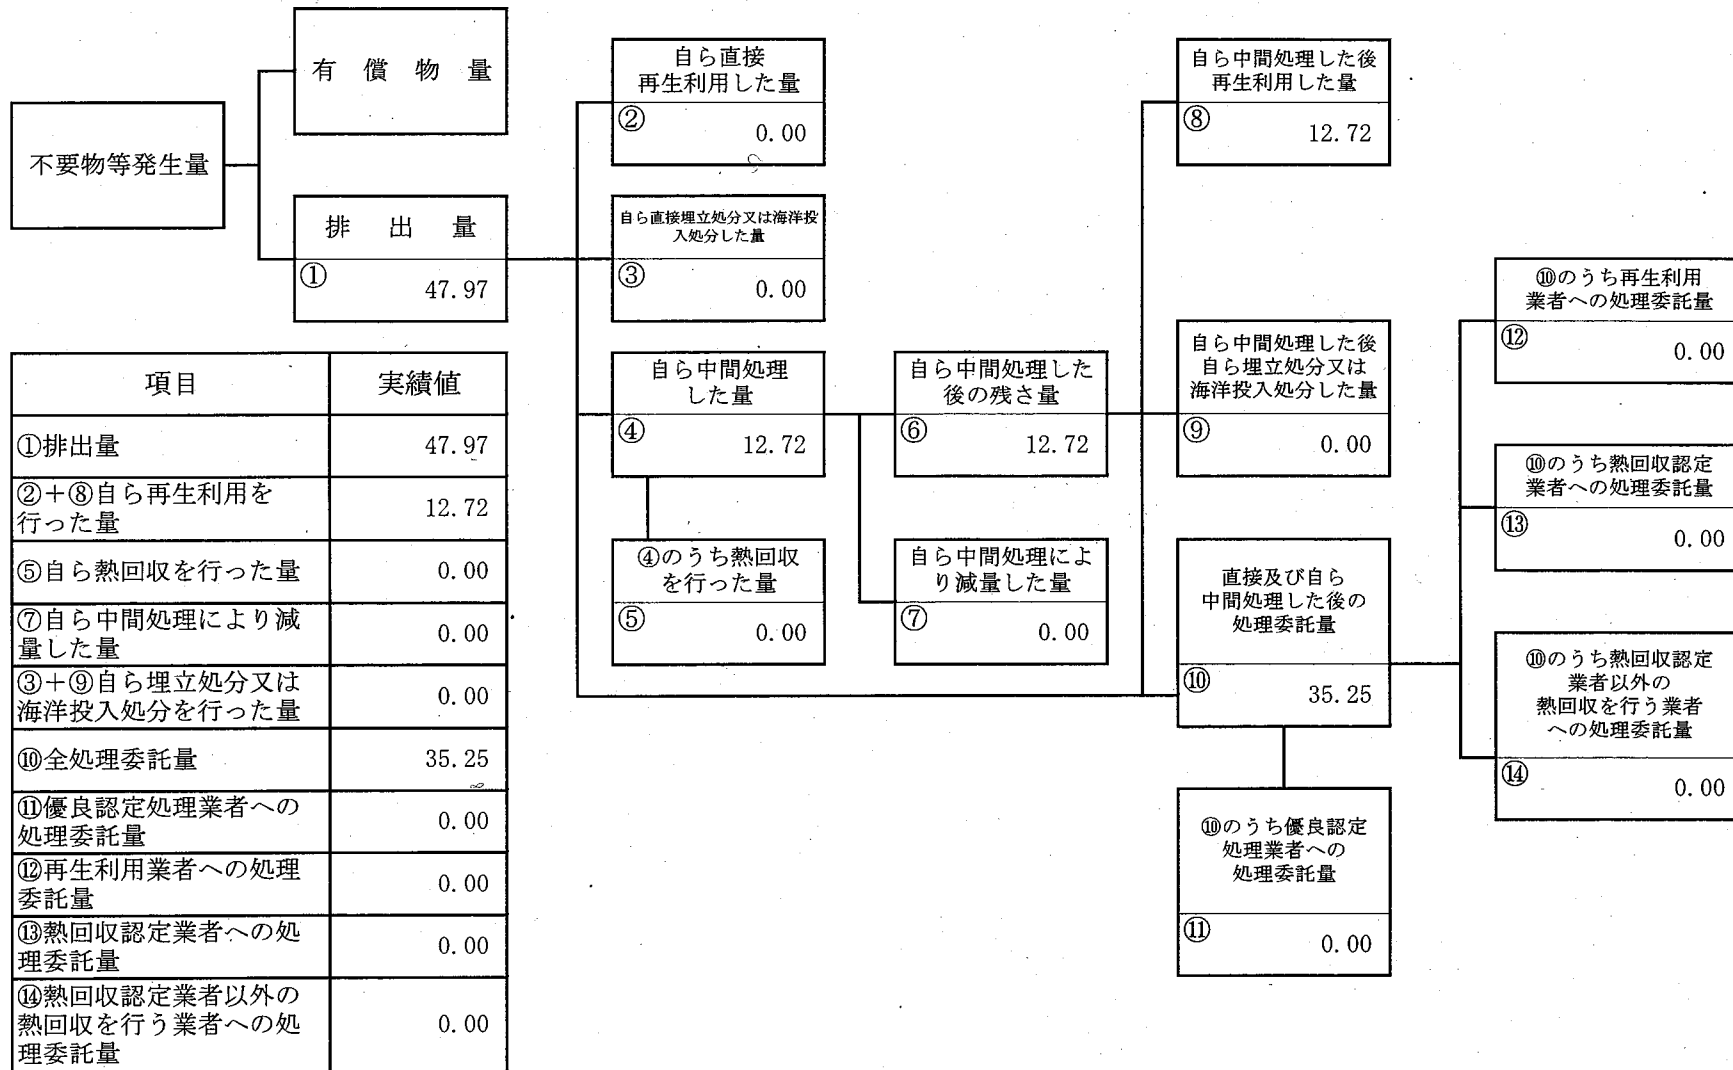 不要物等発生量
有償物量
排出量
①
47.97
自ら直接
再生利用した量
②
0.00
自ら直接埋立処分又は海洋投
入処分した量
③
0.00
自ら中間処理
した量
④
12.72
④のうち熱回収
を行った量
⑤
0.00
自ら中間処理した
後の残さ量
⑥
12.72
自ら中間処理によ
り減量した量
⑦
0.00
自ら中間処理した後
再生利用した量
⑧
12.72
自ら中間処理した後
自ら埋立処分又は
海洋投入処分した量
⑨
0.00
直接及び自ら
中間処理した後の
処理委託量
⑩
35.25
⑩のうち優良認定
処理業者への
処理委託量
⑪
0.00
⑩のうち再生利用
業者への処理委託量
⑫
0.00
⑩のうち熱回収認定
業者への処理委託量
⑬
0.00
⑩のうち熱回収認定
業者以外の
熱回収を行う業者
への処理委託量
⑭
0.00
項目 実績値
①排出量 47.97
②+⑧自ら再生利用を
行った量 12.72
⑤自ら熱回収を行った量 0.00
⑦自ら中間処理により減
量した量 0.00
③+⑨自ら埋立処分又は
海洋投入処分を行った量 0.00
⑩全処理委託量 35.25
⑪優良認定処理業者への
処理委託量 0.00
⑫再生利用業者への処理
委託量 0.00
⑬熱回収認定業者への処
理委託量 0.00
⑭熱回収認定業者以外の
熱回収を行う業者への処
理委託量 0.00